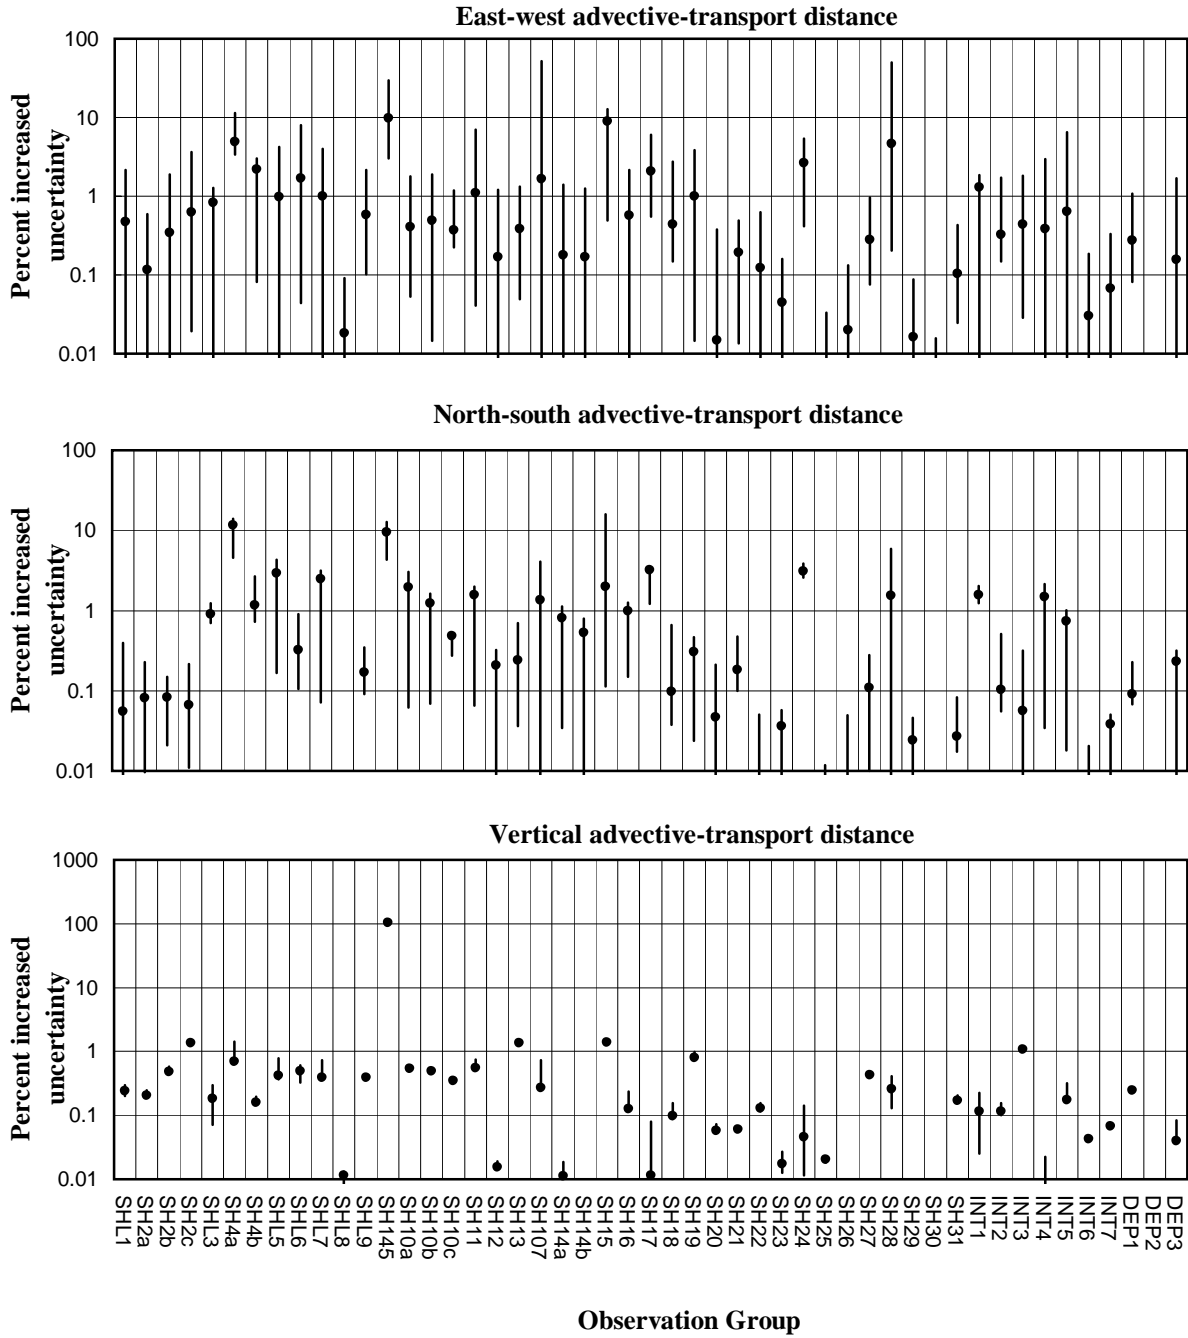 East-west advective-transport distance
100
10
1
0.1
0.01
Percent increased
uncertainty
North-south advective-transport distance
100
10
1
0.1
0.01
Percent increased
uncertainty
Vertical advective-transport distance
1000
100
10
1
0.1
0.01
Percent increased
uncertainty
SHL1
SH2a
SH2b
SH2c
SHL3
SH4a
SH4b
SHL5
SHL6
SHL7
SHL8
SHL9
SH145
SH10a
SH10b
SH10c
SH11
SH12
SH13
SH107
SH14a
SH14b
SH15
SH16
SH17
SH18
SH19
SH20
SH21
SH22
SH23
SH24
SH25
SH26
SH27
SH28
SH29
SH30
SH31
INT1
INT2
INT3
INT4
INT5
INT6
INT7
DEP1
DEP2
DEP3
Observation Group